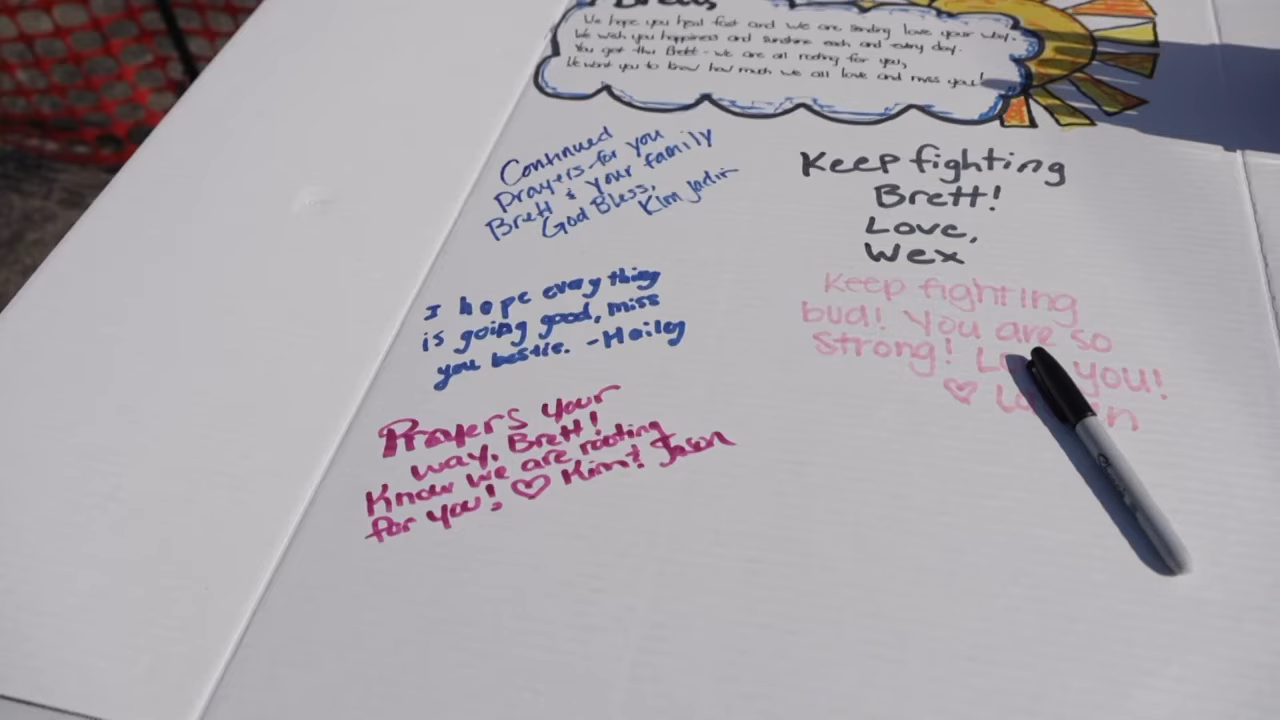 Brett,
We hope you heal fast and we are sending love your way.
We wish you happiness and sunshine each and every day.
You got this Brett - we are all rooting for you,
We want you to know how much we all love and miss you!
Continued
prayers for you
Brett & your family
God Bless,
Kim
Keep fighting
Brett!
Love,
Wex
I hope everything
is going good, miss
you bestie. -Hailey
Keep fighting
bud! You are so
strong! you!
♡
Prayers your
way, Brett!
Know we are rooting
for you! ♡ Kim & Jason